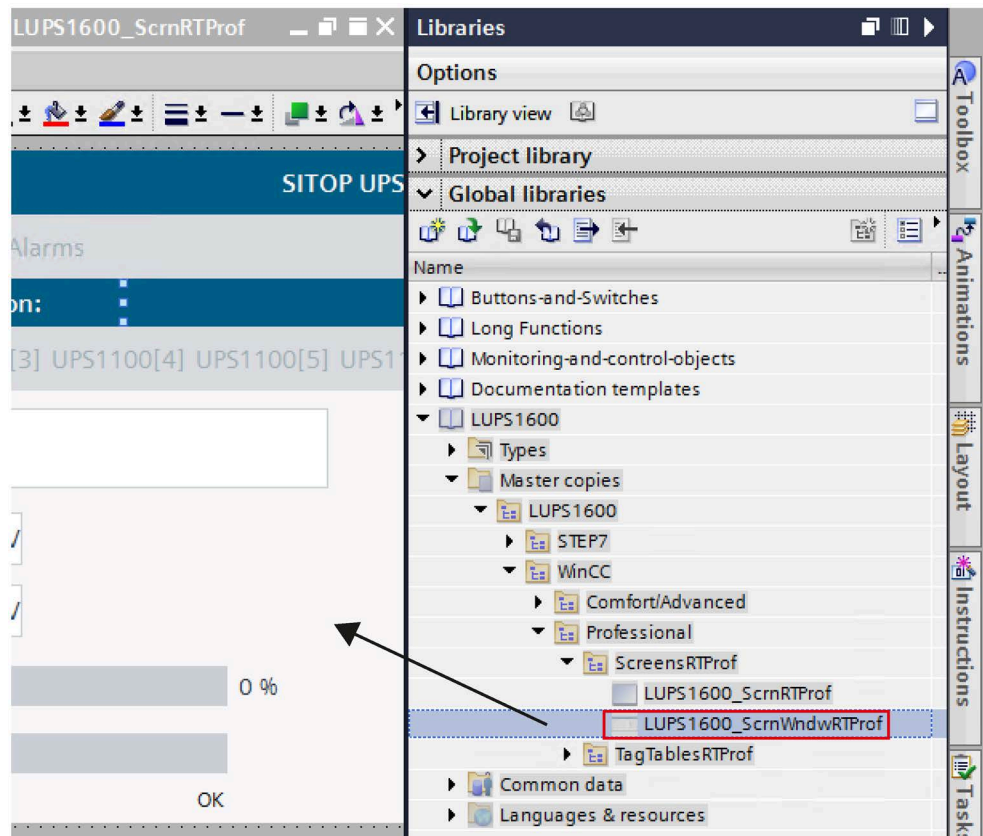 LUPS1600_ScrnRTProf
SITOP UPS
Alarms
on:
[3] UPS1100[4] UPS1100[5] UPS11
V
V
0 %
OK
Libraries
Options
Library view
Project library
Global libraries
Name
..
Buttons-and-Switches
Long Functions
Monitoring-and-control-objects
Documentation templates
LUPS1600
Types
Master copies
LUPS1600
STEP7
WinCC
Comfort/Advanced
Professional
ScreensRTProf
LUPS1600_ScrnRTProf
LUPS1600_ScrnWndwRTProf
TagTablesRTProf
Common data
Languages & resources
Toolbox
Animations
Layout
Instructions
Tasks